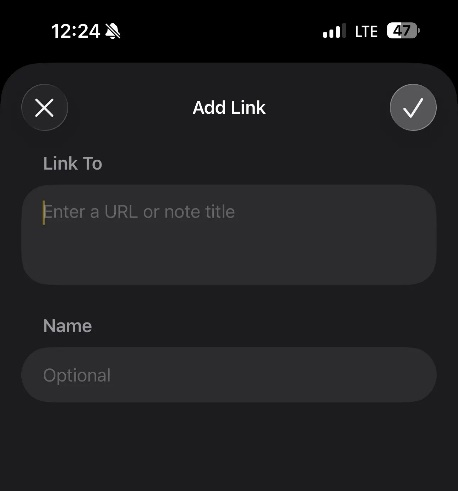 12:24
LTE
47
Add Link
Link To
Enter a URL or note title
Name
Optional